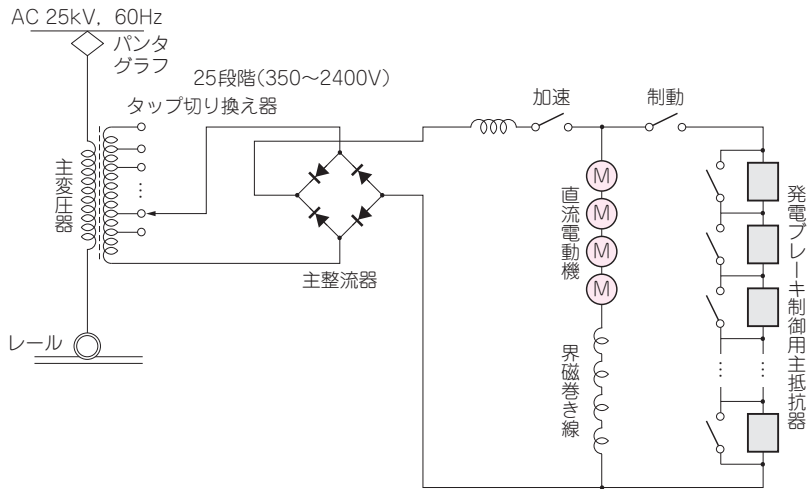 AC 25kV, 60Hz
パンタ
グラフ
25段階(350〜2400V)
タップ切り換え器
主変圧器
主整流器
レール
加速
制動
M
M
M
M
直流電動機
界磁巻き線
発電ブレーキ制御用主抵抗器